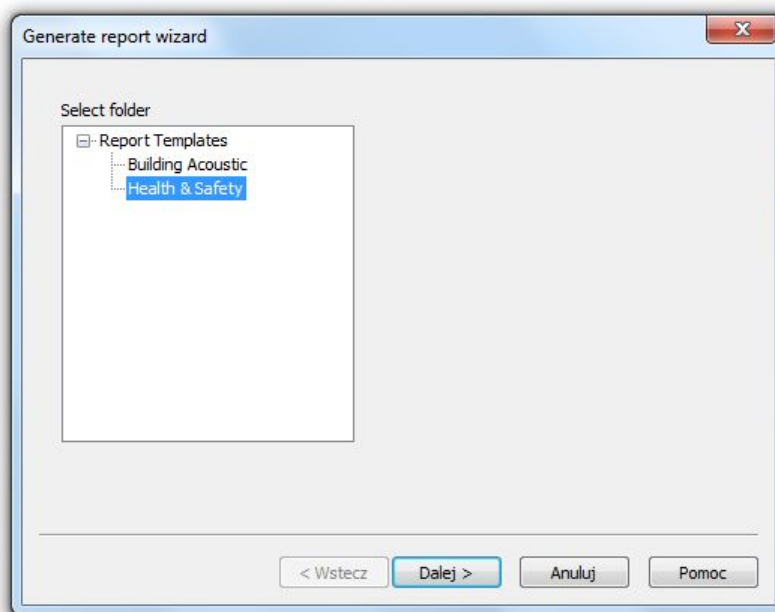 Generate report wizard
Select folder
Report Templates
Building Acoustic
Health & Safety
< Wstecz
Dalej >
Anuluj
Pomoc